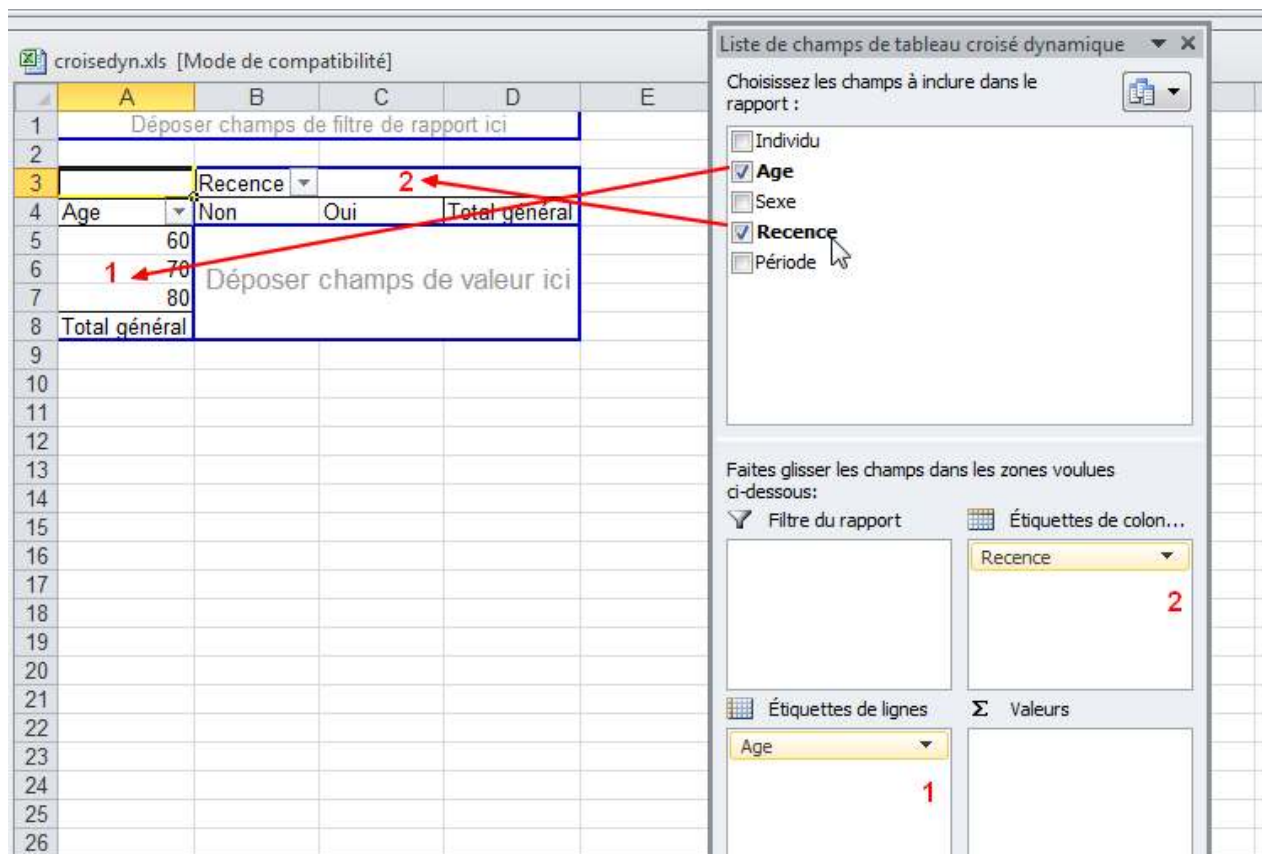 croisedyn.xls [Mode de compatibilité]
A B C D E
1 Déposer champs de filtre de rapport ici
2
3 Recence 2
4 Age Non Oui Total général
5 60
6 1 70 Déposer champs de valeur ici
7 80
8 Total général
9
10
11
12
13
14
15
16
17
18
19
20
21
22
23
24
25
26
Liste de champs de tableau croisé dynamique
Choisissez les champs à inclure dans le
rapport :
Individu
Age
Sexe
Recence
Période
Faites glisser les champs dans les zones voulues
ci-dessous:
Filtre du rapport Étiquettes de colon...
Recence
2
Étiquettes de lignes Σ Valeurs
Age
1